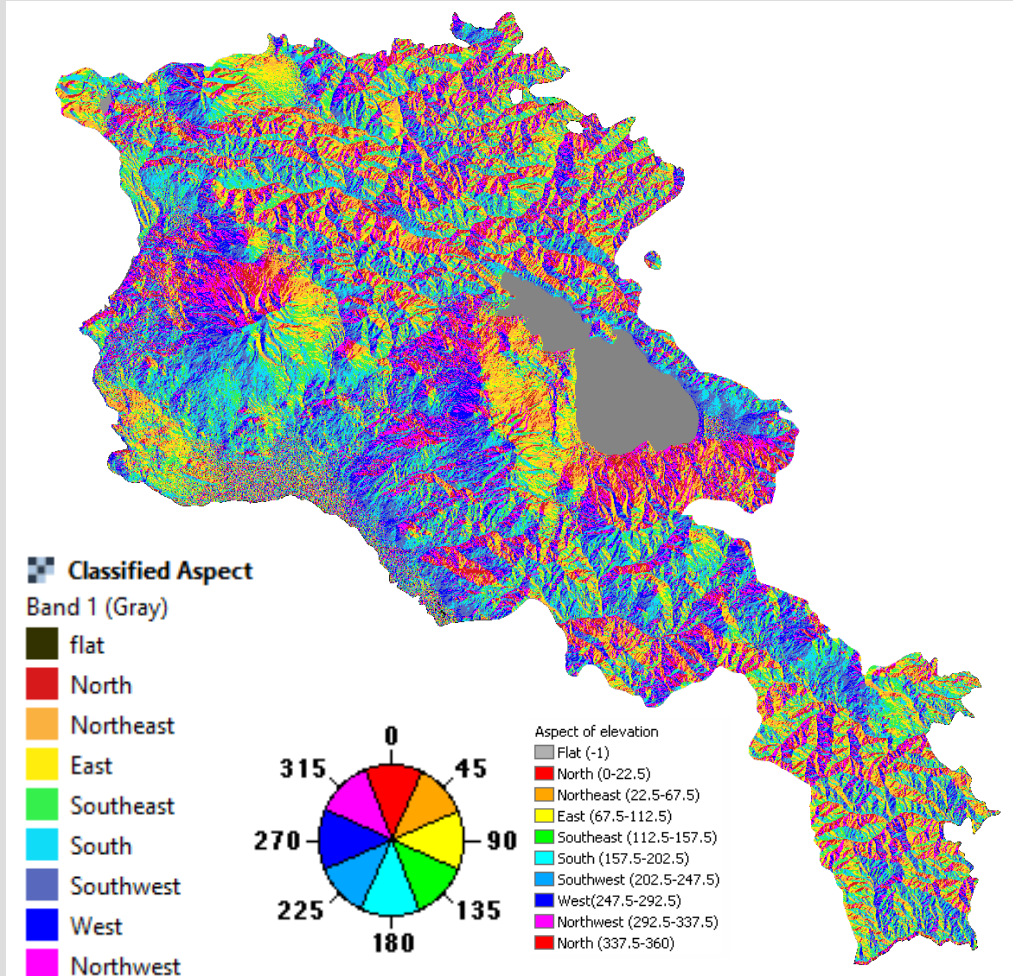 Classified Aspect
Band 1 (Gray)
flat
North
Northeast
East
Southeast
South
Southwest
West
Northwest
0
45
90
135
180
225
270
315
Aspect of elevation
Flat (-1)
North (0-22.5)
Northeast (22.5-67.5)
East (67.5-112.5)
Southeast (112.5-157.5)
South (157.5-202.5)
Southwest (202.5-247.5)
West(247.5-292.5)
Northwest (292.5-337.5)
North (337.5-360)